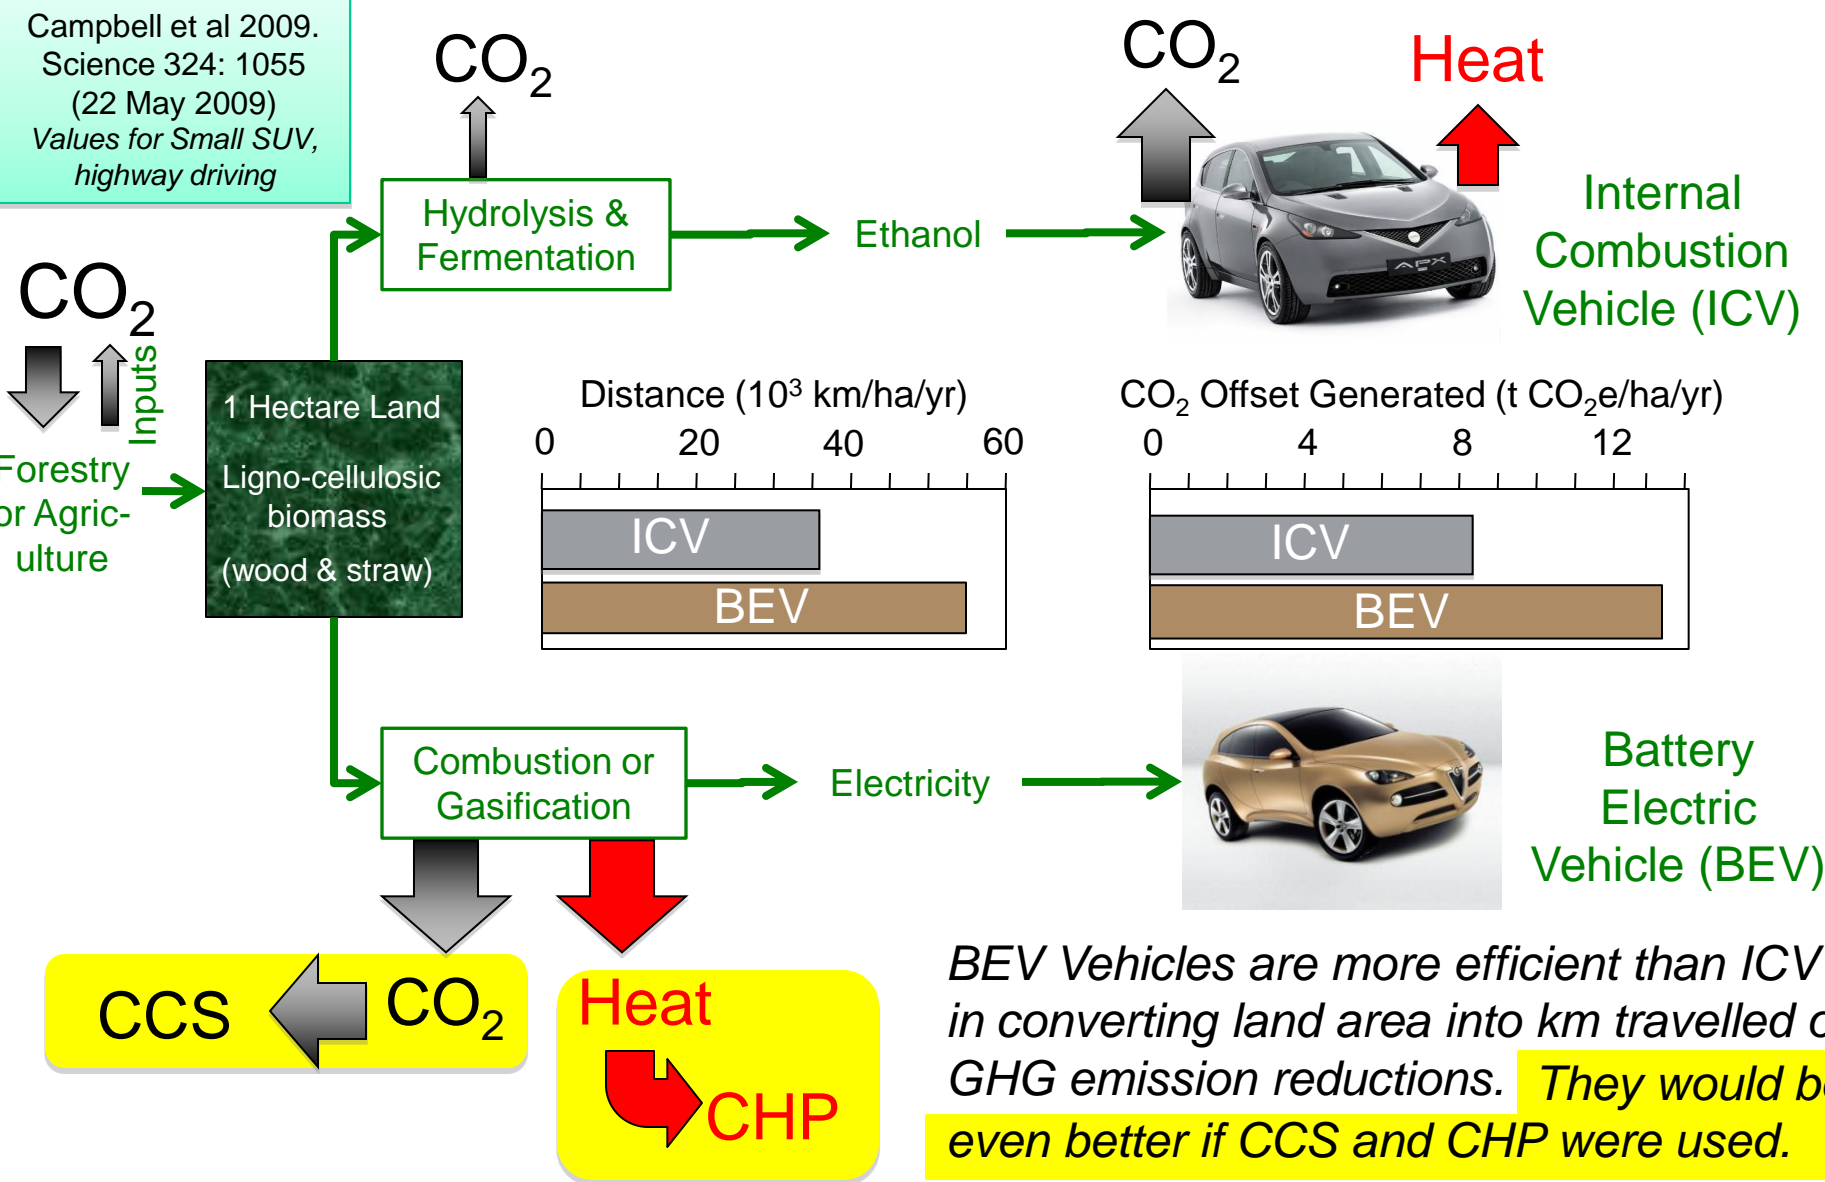 Campbell et al 2009.
Science 324: 1055
(22 May 2009)
Values for Small SUV,
highway driving
CO2
CO2
Heat
Hydrolysis &
Fermentation
Ethanol
APX
Internal
Combustion
Vehicle (ICV)
CO2
Inputs
Forestry
or Agric-
ulture
1 Hectare Land
Ligno-cellulosic
biomass
(wood & straw)
Distance (10³ km/ha/yr)
0 20 40 60
ICV
BEV
CO2 Offset Generated (t CO2e/ha/yr)
0 4 8 12
ICV
BEV
Combustion or
Gasification
Electricity
Battery
Electric
Vehicle (BEV)
CCS CO2
Heat
CHP
BEV Vehicles are more efficient than ICV
in converting land area into km travelled
GHG emission reductions. They would be
even better if CCS and CHP were used.